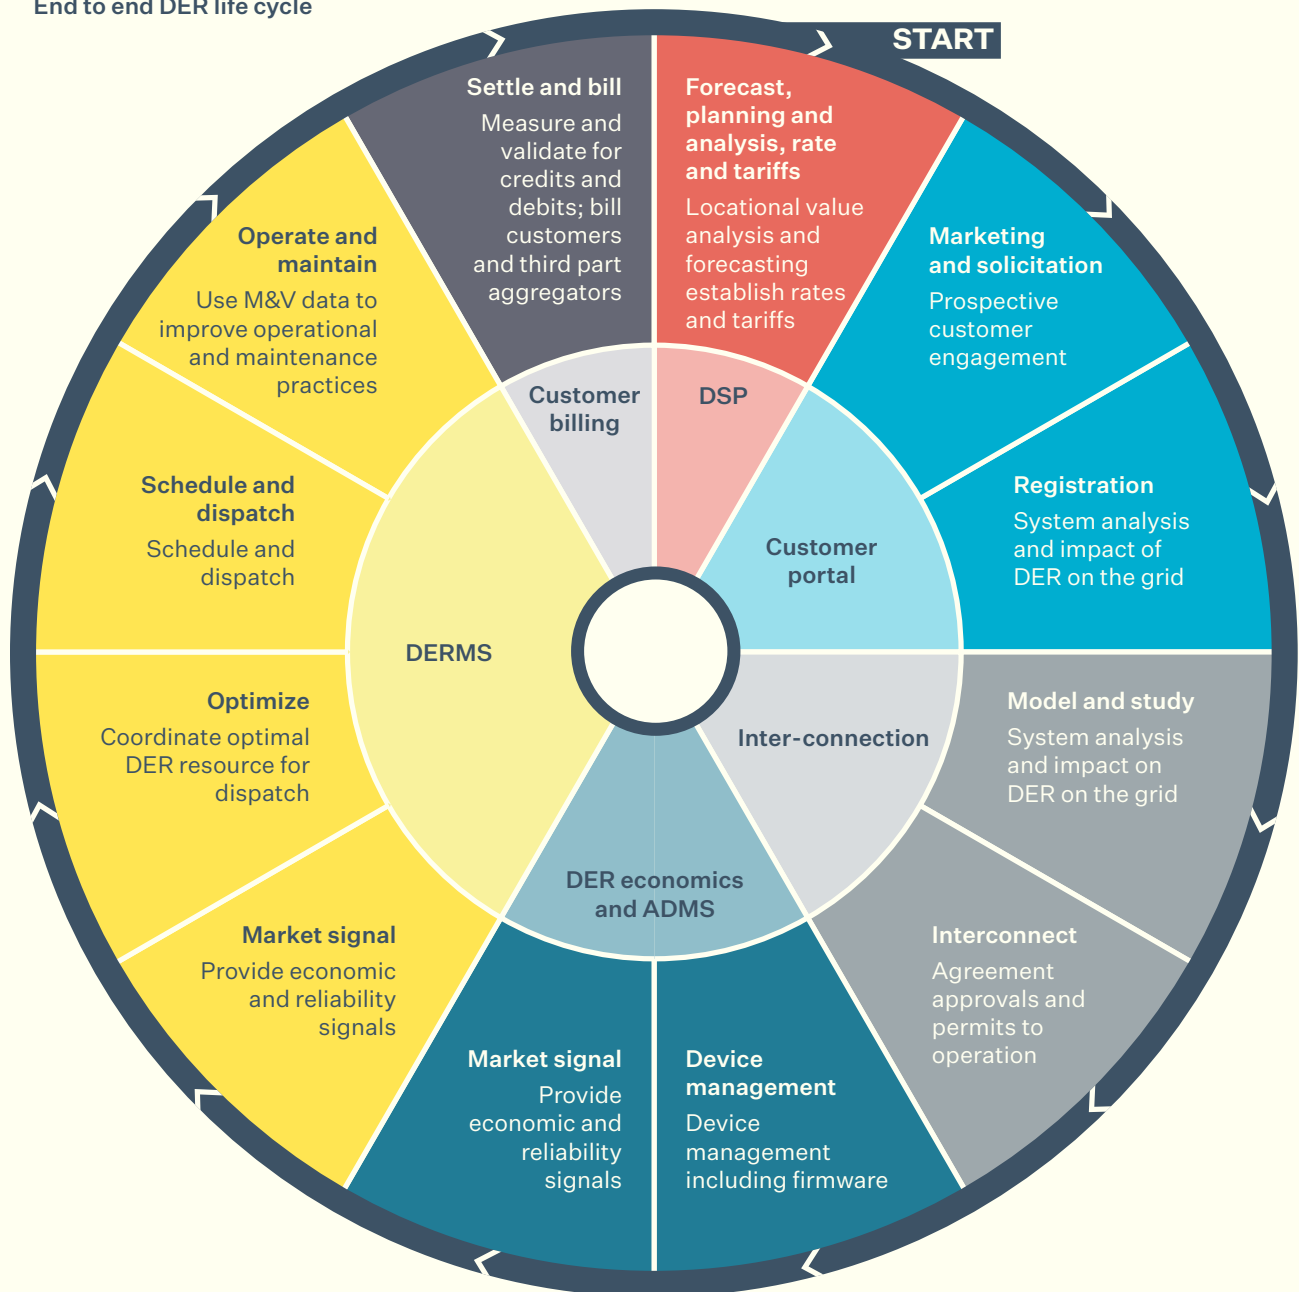 End to end DER life cycle
START
Forecast,
planning and
analysis, rate
and tariffs
Locational value
analysis and
forecasting
establish rates
and tariffs
DSP
Marketing
and solicitation
Prospective
customer
engagement
Registration
System analysis
and impact of
DER on the grid
Customer
portal
Model and study
System analysis
and impact on
DER on the grid
Interconnect
Agreement
approvals and
permits to
operation
Inter-connection
Device
management
Device
management
including firmware
Market signal
Provide
economic and
reliability
signals
DER economics
and ADMS
Market signal
Provide economic
and reliability
signals
Optimize
Coordinate optimal
DER resource for
dispatch
Schedule and
dispatch
Schedule and
dispatch
Operate and
maintain
Use M&V data to
improve operational
and maintenance
practices
DERMS
Settle and bill
Measure and
validate for
credits and
debits; bill
customers
and third part
aggregators
Customer
billing